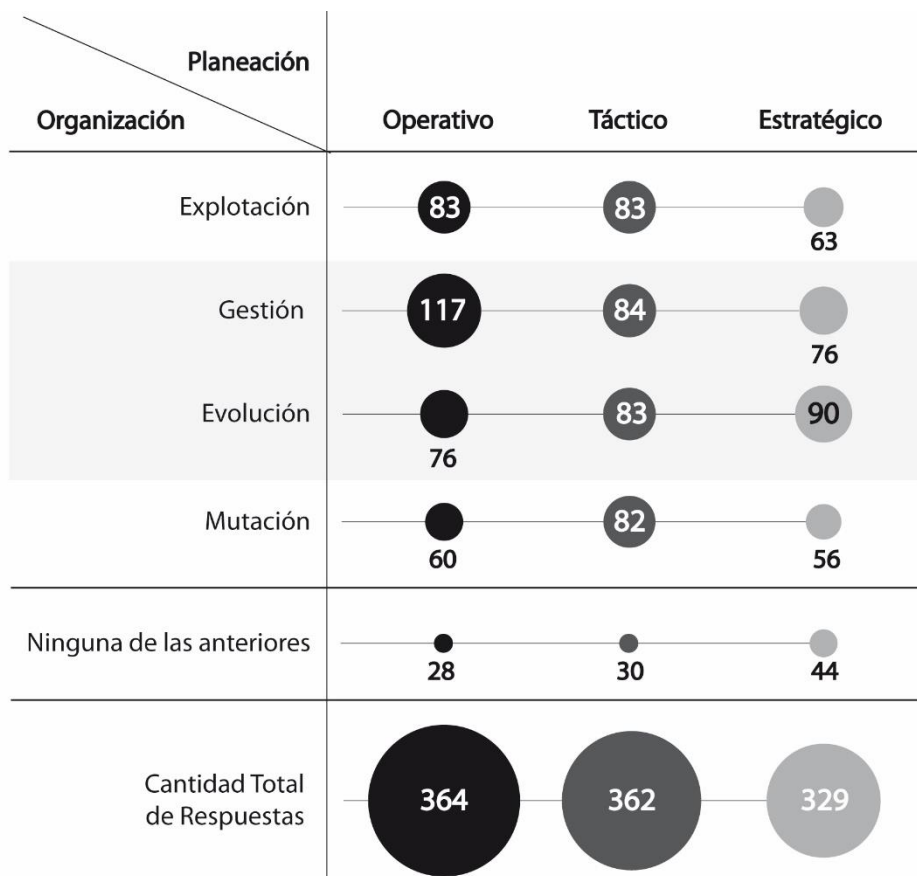 Planeación
Organización
Operativo Táctico Estratégico
Explotación 83 83 63
Gestión 117 84 76
Evolución 76 83 90
Mutación 60 82 56
Ninguna de las anteriores 28 30 44
Cantidad Total
de Respuestas 364 362 329